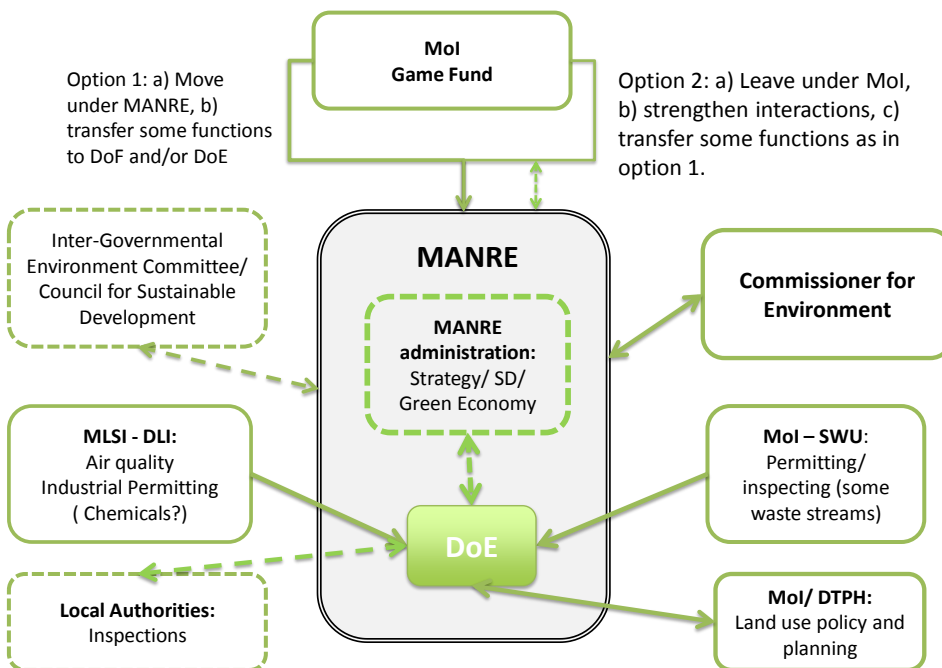 MoI
Game Fund
Option 1: a) Move
under MANRE, b)
transfer some functions
to DoF and/or DoE
Option 2: a) Leave under MoI,
b) strengthen interactions, c)
transfer some functions as in
option 1.
Inter-Governmental
Environment Committee/
Council for Sustainable
Development
MANRE
MANRE
administration:
Strategy/ SD/
Green Economy
Commissioner for
Environment
MLSI - DLI:
Air quality
Industrial Permitting
( Chemicals?)
MoI – SWU:
Permitting/
inspecting (some
waste streams)
DoE
Local Authorities:
Inspections
MoI/ DTPH:
Land use policy and
planning